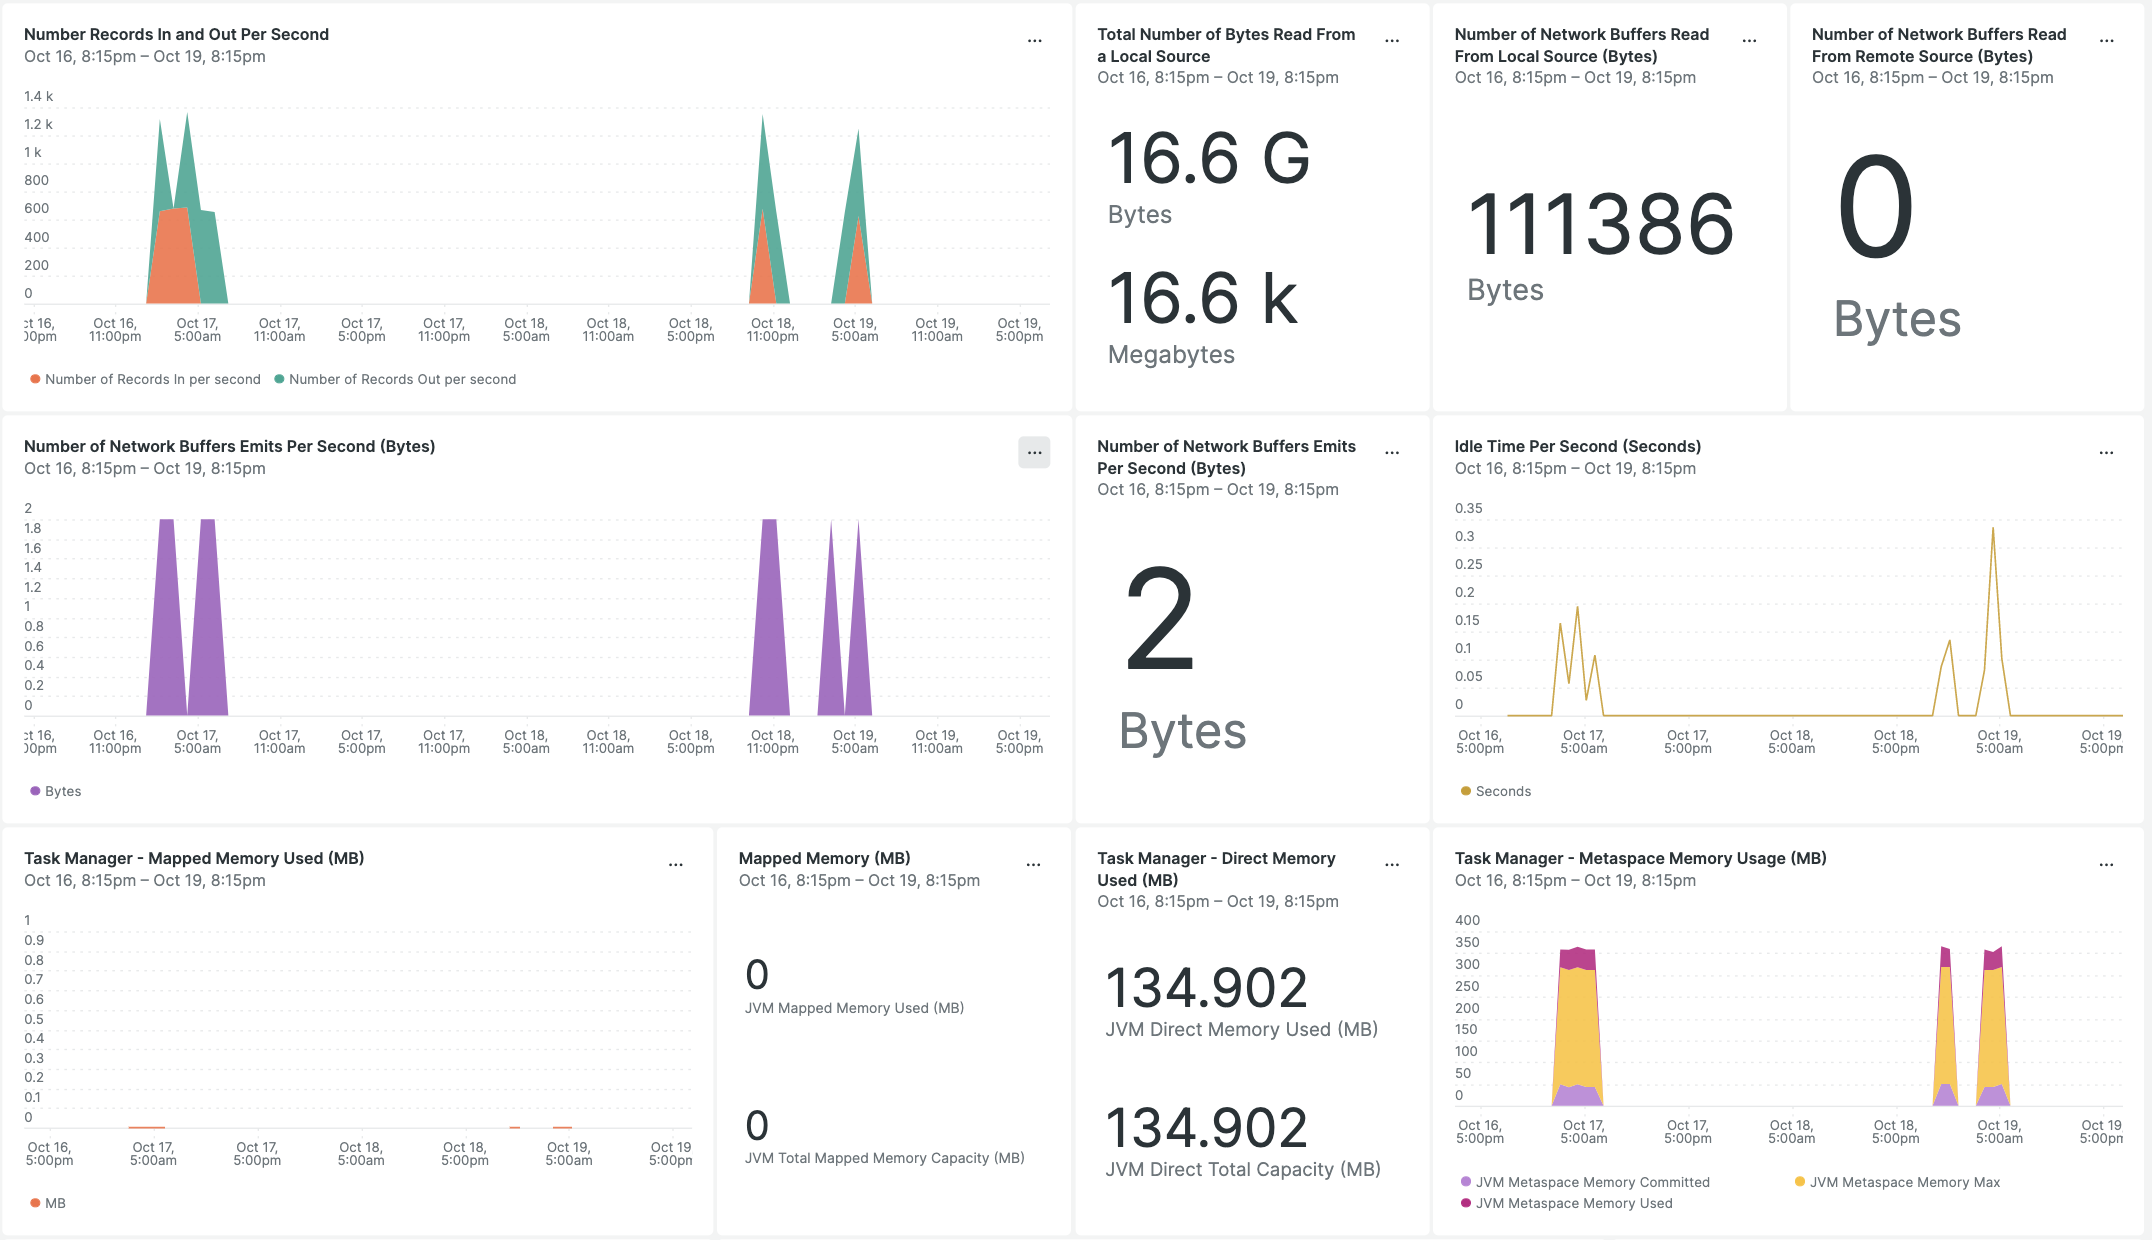 Number Records In and Out Per Second
Oct 16, 8:15pm – Oct 19, 8:15pm
...
1.4 k
1.2 k
1 k
800
600
400
200
0
ct 16, Oct 16, Oct 17, Oct 17, Oct 17, Oct 17, Oct 18, Oct 18, Oct 18, Oct 18, Oct 19, Oct 19, Oct 19,
00pm 11:00pm 5:00am 11:00am 5:00pm 11:00pm 5:00am 11:00am 5:00pm 11:00pm 5:00am 11:00am 5:00pm
Number of Records In per second Number of Records Out per second
Total Number of Bytes Read From
a Local Source
Oct 16, 8:15pm – Oct 19, 8:15pm
...
16.6 G
Bytes
16.6 k
Megabytes
Number of Network Buffers Read
From Local Source (Bytes)
Oct 16, 8:15pm – Oct 19, 8:15pm
...
111386
Bytes
Number of Network Buffers Read
From Remote Source (Bytes)
Oct 16, 8:15pm – Oct 19, 8:15pm
...
0
Bytes
Number of Network Buffers Emits Per Second (Bytes)
Oct 16, 8:15pm – Oct 19, 8:15pm
...
2
1.8
1.6
1.4
1.2
1
0.8
0.6
0.4
0.2
0
ct 16, Oct 16, Oct 17, Oct 17, Oct 17, Oct 17, Oct 18, Oct 18, Oct 18, Oct 18, Oct 19, Oct 19, Oct 19,
00pm 11:00pm 5:00am 11:00am 5:00pm 11:00pm 5:00am 11:00am 5:00pm 11:00pm 5:00am 11:00am 5:00pm
Bytes
Number of Network Buffers Emits
Per Second (Bytes)
Oct 16, 8:15pm – Oct 19, 8:15pm
...
2
Bytes
Idle Time Per Second (Seconds)
Oct 16, 8:15pm – Oct 19, 8:15pm
...
0.35
0.3
0.25
0.2
0.15
0.1
0.05
0
Oct 16, Oct 17, Oct 17, Oct 18, Oct 18, Oct 19, Oct 19
5:00pm 5:00am 5:00pm 5:00am 5:00pm 5:00am 5:00pm
Seconds
Task Manager - Mapped Memory Used (MB)
Oct 16, 8:15pm – Oct 19, 8:15pm
...
1
0.9
0.8
0.7
0.6
0.5
0.4
0.3
0.2
0.1
0
Oct 16, Oct 17, Oct 17, Oct 18, Oct 18, Oct 19, Oct 19
5:00pm 5:00am 5:00pm 5:00am 5:00pm 5:00am 5:00pm
MB
Mapped Memory (MB)
Oct 16, 8:15pm – Oct 19, 8:15pm
...
0
JVM Mapped Memory Used (MB)
0
JVM Total Mapped Memory Capacity (MB)
Task Manager - Direct Memory
Used (MB)
Oct 16, 8:15pm – Oct 19, 8:15pm
...
134.902
JVM Direct Memory Used (MB)
134.902
JVM Direct Total Capacity (MB)
Task Manager - Metaspace Memory Usage (MB)
Oct 16, 8:15pm – Oct 19, 8:15pm
...
400
350
300
250
200
150
100
50
0
Oct 16, Oct 17, Oct 17, Oct 18, Oct 18, Oct 19, Oct 19
5:00pm 5:00am 5:00pm 5:00am 5:00pm 5:00am 5:00pm
JVM Metaspace Memory Committed JVM Metaspace Memory Max
JVM Metaspace Memory Used